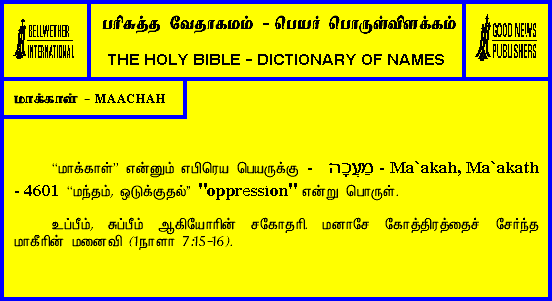 BELLWETHER
INTERNATIONAL
பரிசுத்த வேதாகமம் - பெயர் பொருள்விளக்கம்
THE HOLY BIBLE - DICTIONARY OF NAMES
GOOD NEWS
PUBLISHERS
மாக்காள் - MAACHAH
“மாக்காள்” என்னும் எபிரெய பெயருக்கு - מַעֲכָה - Ma`akah, Ma`akath
- 4601 “மந்தம், ஒடுக்குதல்” "oppression" என்று பொருள்.
உப்பீம், சுப்பீம் ஆகியோரின் சகோதரி. மனாசே கோத்திரத்தைச் சேர்ந்த
மாகீரின் மனைவி (1நாளா 7:15-16).